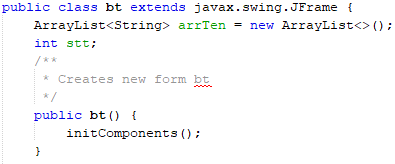 public class bt extends javax.swing.JFrame {
ArrayList<String> arrTen = new ArrayList<>();
int stt;
/**
* Creates new form bt
*/
public bt() {
initComponents();
}